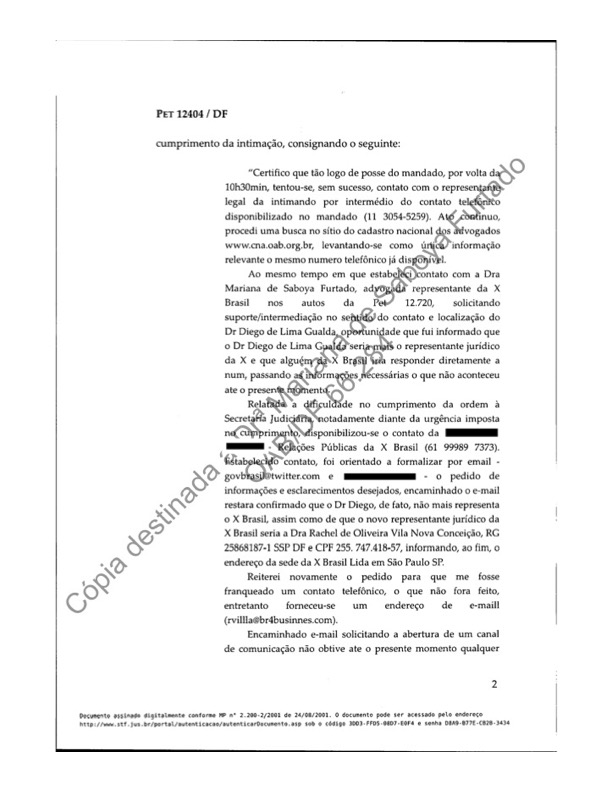 PET 12404 / DF
cumprimento da intimação, consignando o seguinte:
"Certifico que tão logo de posse do mandado, por volta da
10h30min, tentou-se, sem sucesso, contato com o representante
legal da intimando por intermédio do contato telefônico
disponibilizado no mandado (11 3054-5259). Ato contínuo,
procedi uma busca no sítio do cadastro nacional dos advogados
www.cna.oab.org.br, levantando-se como única informação
relevante o mesmo numero telefônico já disponível.
Ao mesmo tempo em que estabeleci contato com a Dra
Mariana de Saboya Furtado, advogada representante da X
Brasil nos autos da Pet 12.720, solicitando
suporte/intermediação no sentido do contato e localização do
Dr Diego de Lima Gualda, oportunidade que fui informado que
o Dr Diego de Lima Gualda seria mais o representante jurídico
da X e que alguém da X Brasil iria responder diretamente a
num, passando as informações necessárias o que não aconteceu
ate o presente momento.
Relatada a dificuldade no cumprimento da ordem à
Secretaria Judiciária, notadamente diante da urgência imposta
no cumprimento, disponibilizou-se o contato da
- Relações Públicas da X Brasil (61 99989 7373).
Estabelecido contato, foi orientado a formalizar por email -
govbrasil@twitter.com e - o pedido de
informações e esclarecimentos desejados, encaminhado o e-mail
restara confirmado que o Dr Diego, de fato, não mais representa
o X Brasil, assim como de que o novo representante jurídico da
X Brasil seria a Dra Rachel de Oliveira Vila Nova Conceição, RG
25868187-1 SSP DF e CPF 255. 747.418-57, informando, ao fim, o
endereço da sede da X Brasil Lida em São Paulo SP.
Reiterei novamente o pedido para que me fosse
franqueado um contato telefônico, o que não fora feito,
entretanto forneceu-se um endereço de e-maill
(rvillla@br4businnes.com).
Encaminhado e-mail solicitando a abertura de um canal
de comunicação não obtive ate o presente momento qualquer
2
Documento assinado digitalmente conforme MP n° 2.200-2/2001 de 24/08/2001. O documento pode ser acessado pelo endereço
http://www.stf.jus.br/portal/autenticacao/autenticarDocumento.asp sob o código 3DD3-FFD5-08D7-E0F4 e senha D8A9-B77E-CB2B-3434
Cópia destinada a Dra Mariana de Saboya Furtado
OAB/DF 66.284